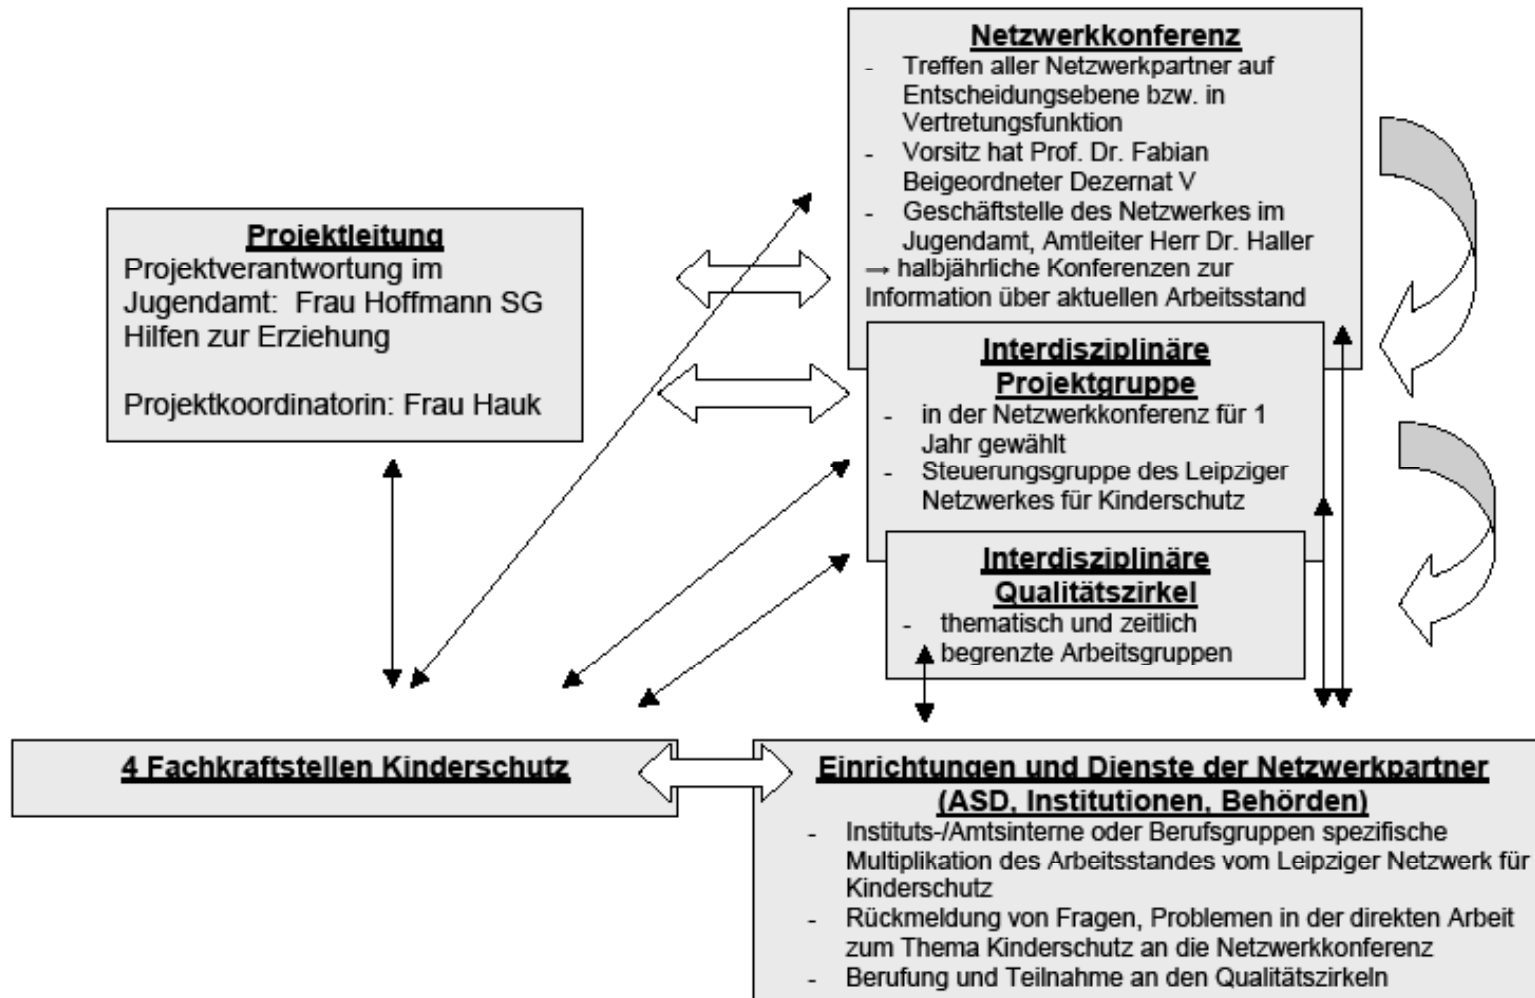 Netzwerkkonferenz
- Treffen aller Netzwerkpartner auf
Entscheidungsebene bzw. in
Vertretungsfunktion
- Vorsitz hat Prof. Dr. Fabian
Beigeordneter Dezernat V
- Geschäftstelle des Netzwerkes im
Jugendamt, Amtleiter Herr Dr. Haller
→ halbjährliche Konferenzen zur
Information über aktuellen Arbeitsstand
Projektleitung
Projektverantwortung im
Jugendamt: Frau Hoffmann SG
Hilfen zur Erziehung
Projektkoordinatorin: Frau Hauk
Interdisziplinäre
Projektgruppe
- in der Netzwerkkonferenz für 1
Jahr gewählt
- Steuerungsgruppe des Leipziger
Netzwerkes für Kinderschutz
Interdisziplinäre
Qualitätszirkel
- thematisch und zeitlich
begrenzte Arbeitsgruppen
4 Fachkraftstellen Kinderschutz
Einrichtungen und Dienste der Netzwerkpartner
(ASD, Institutionen, Behörden)
- Instituts-/Amtsinterne oder Berufsgruppen spezifische
Multiplikation des Arbeitsstandes vom Leipziger Netzwerk für
Kinderschutz
- Rückmeldung von Fragen, Problemen in der direkten Arbeit
zum Thema Kinderschutz an die Netzwerkkonferenz
- Berufung und Teilnahme an den Qualitätszirkeln